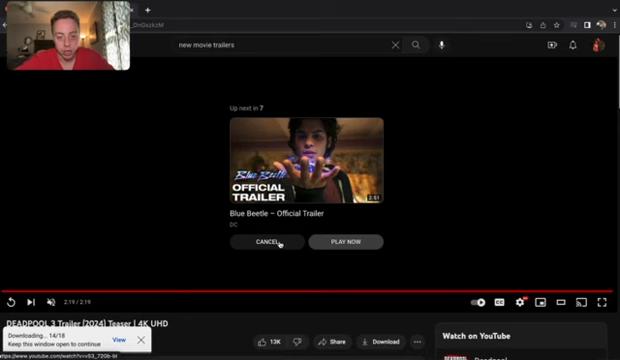 new movie trailers
Up next in 7
Blue Beetle
OFFICIAL
TRAILER
2:51
Blue Beetle – Official Trailer
DC
CANCEL
PLAY NOW
2:19 / 2:19
DEADPOOL 3 Trailer (2024) Teaser | 4K UHD
13K
Share
Download
Watch on YouTube
Downloading... 14/18
Keep this window open to continue
View
DEADPOOL
Deadpool